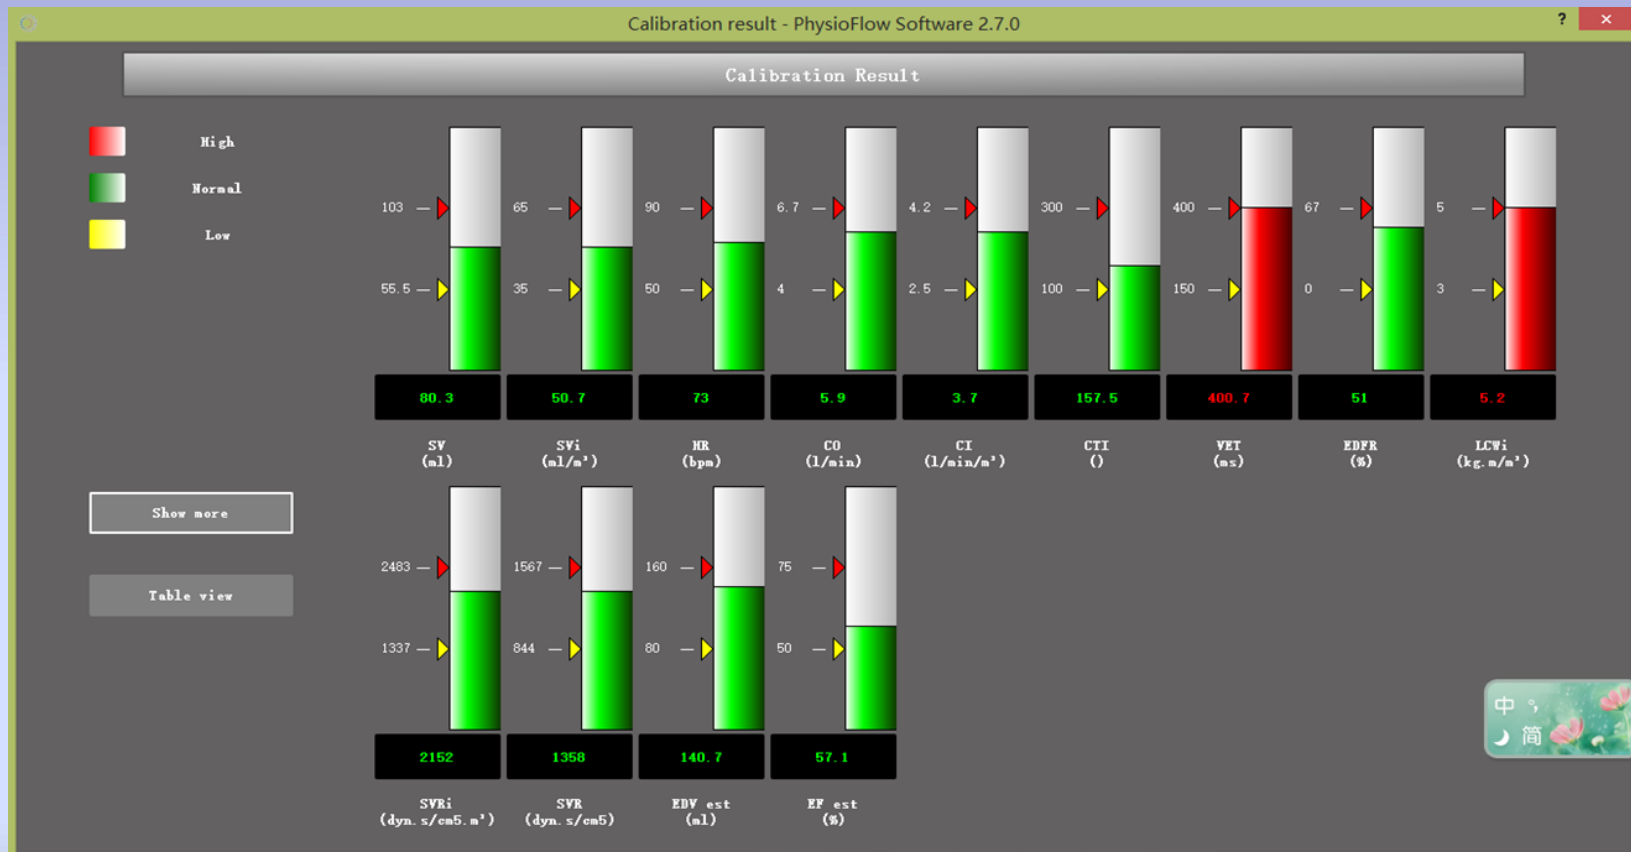 Calibration result - PhysioFlow Software 2.7.0
?
Calibration Result
High
Normal
Low
103
55.5
65
35
90
50
6.7
4
4.2
2.5
300
100
400
150
67
0
5
3
80.3
50.7
73
5.9
3.7
157.5
400.7
51
5.2
SV
(ml)
SVi
(ml/m²)
HR
(bpm)
CO
(l/min)
CI
(l/min/m²)
CTI
()
VET
(ms)
EDFR
(%)
LCWi
(kg.m/m²)
Show more
Table view
2483
1337
1567
844
160
80
75
50
2152
1358
140.7
57.1
SVRi
(dyn.s/cm5.m²)
SVR
(dyn.s/cm5)
EDV est
(ml)
EF est
(%)
中 °,
简